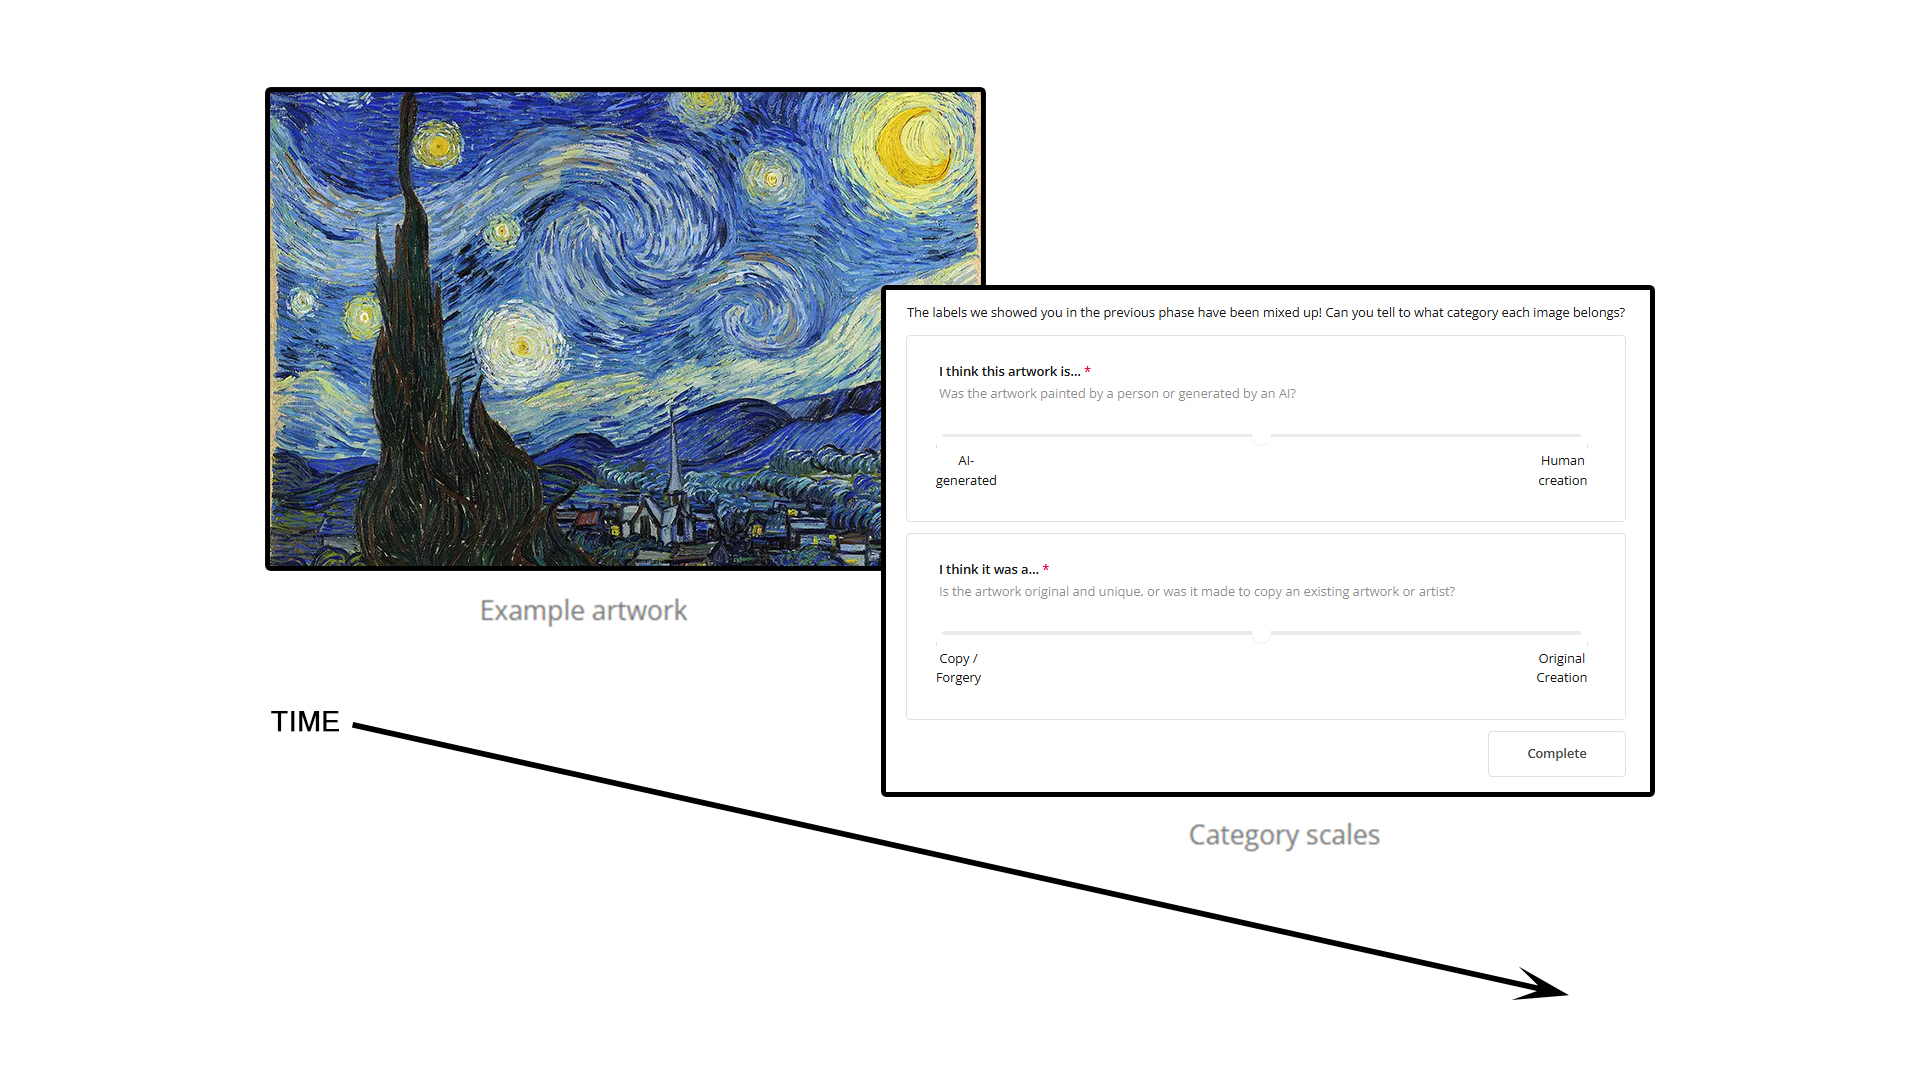 The labels we showed you in the previous phase have been mixed up! Can you tell to what category each image belongs?
I think this artwork is... *
Was the artwork painted by a person or generated by an AI?
AI-
generated
Human
creation
I think it was a... *
Is the artwork original and unique, or was it made to copy an existing artwork or artist?
Copy /
Forgery
Original
Creation
Complete
Example artwork
Category scales
TIME